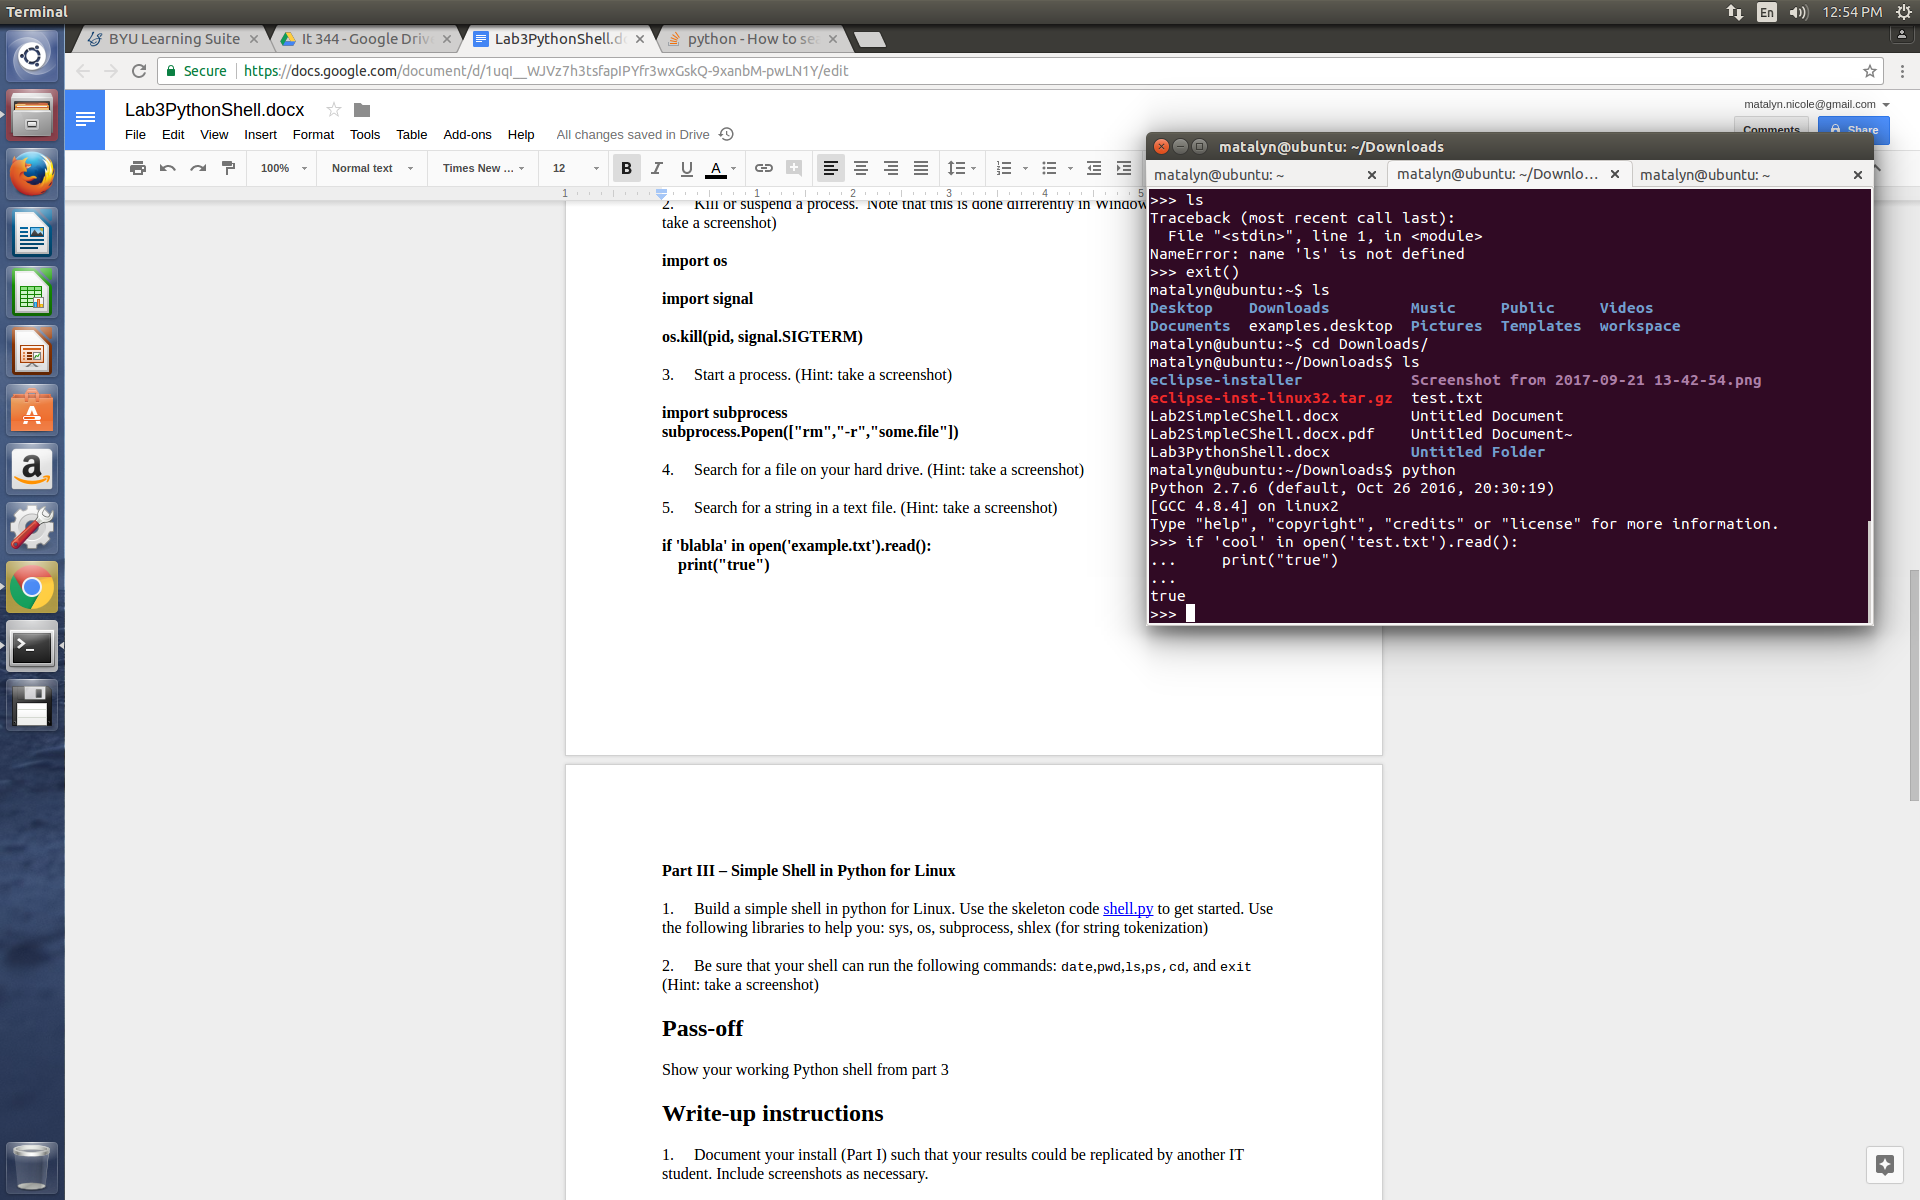 Terminal
En
12:54 PM
BYU Learning Suite
It 344 - Google Driv
Lab3PythonShell.d
python - How to se
Secure
https://docs.google.com/document/d/1uqI__WJVz7h3tsfapIPYfr3wxGskQ-9xanbM-pwLN1Y/edit
Lab3PythonShell.docx
matalyn.nicole@gmail.com
File Edit View Insert Format Tools Table Add-ons Help All changes saved in Drive
Comments
Share
100% Normal text Times New ... 12 B I U A
1 1 2 3 4 5
2. Kill or suspend a process. Note that this is done differently in Window
take a screenshot)
import os
import signal
os.kill(pid, signal.SIGTERM)
3. Start a process. (Hint: take a screenshot)
import subprocess
subprocess.Popen(["rm","-r","some.file"])
4. Search for a file on your hard drive. (Hint: take a screenshot)
5. Search for a string in a text file. (Hint: take a screenshot)
if 'blabla' in open('example.txt').read():
print("true")
Part III – Simple Shell in Python for Linux
1. Build a simple shell in python for Linux. Use the skeleton code shell.py to get started. Use
the following libraries to help you: sys, os, subprocess, shlex (for string tokenization)
2. Be sure that your shell can run the following commands: date,pwd,ls,ps,cd, and exit
(Hint: take a screenshot)
Pass-off
Show your working Python shell from part 3
Write-up instructions
1. Document your install (Part I) such that your results could be replicated by another IT
student. Include screenshots as necessary.
matalyn@ubuntu: ~/Downloads
matalyn@ubuntu: ~
matalyn@ubuntu: ~/Downlo...
matalyn@ubuntu: ~
>>> ls
Traceback (most recent call last):
File "<stdin>", line 1, in <module>
NameError: name 'ls' is not defined
>>> exit()
matalyn@ubuntu:~$ ls
Desktop Downloads Music Public Videos
Documents examples.desktop Pictures Templates workspace
matalyn@ubuntu:~$ cd Downloads/
matalyn@ubuntu:~/Downloads$ ls
eclipse-installer Screenshot from 2017-09-21 13-42-54.png
eclipse-inst-linux32.tar.gz test.txt
Lab2SimpleCShell.docx Untitled Document
Lab2SimpleCShell.docx.pdf Untitled Document~
Lab3PythonShell.docx Untitled Folder
matalyn@ubuntu:~/Downloads$ python
Python 2.7.6 (default, Oct 26 2016, 20:30:19)
[GCC 4.8.4] on linux2
Type "help", "copyright", "credits" or "license" for more information.
>>> if 'cool' in open('test.txt').read():
... print("true")
...
true
>>>